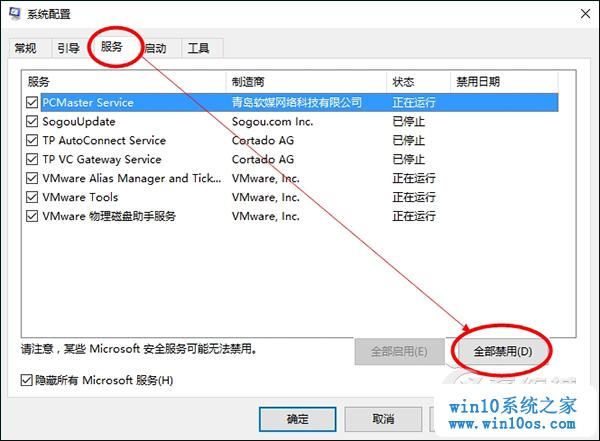 系统配置
常规 引导 服务 启动 工具
服务 制造商 状态 禁用日期
PCMaster Service 青岛软媒网络科技有限公司 正在运行
SogouUpdate Sogou.com Inc. 已停止
TP AutoConnect Service Cortado AG 已停止
TP VC Gateway Service Cortado AG 已停止
VMware Alias Manager and Tick... VMware, Inc. 正在运行
VMware Tools VMware, Inc. 正在运行
VMware 物理磁盘助手服务 VMware, Inc. 正在运行
请注意，某些 Microsoft 安全服务可能无法禁用。
全部启用(E) 全部禁用(D)
隐藏所有 Microsoft 服务(H)
确定 取消
win10系统之家
www.win10os.com